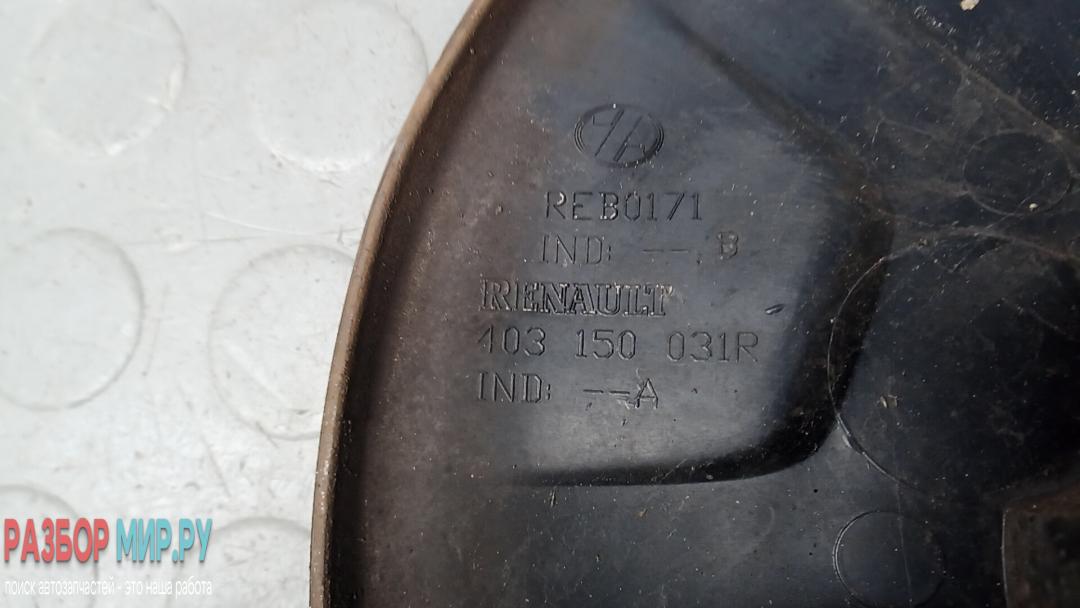 REB0171
IND: --.B
RENAULT
403 150 031R
IND: --A
РАЗБОР МИР.РУ
поиск автозапчастей - это наша работа